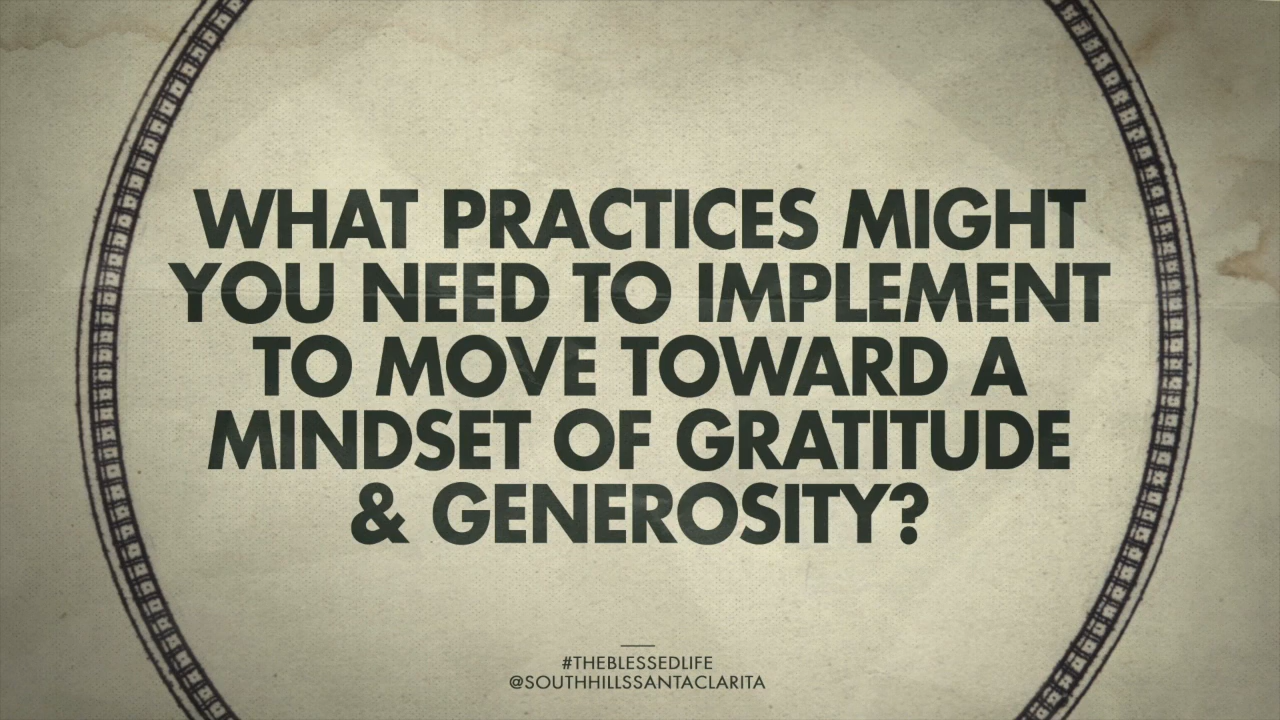 WHAT PRACTICES MIGHT
YOU NEED TO IMPLEMENT
TO MOVE TOWARD A
MINDSET OF GRATITUDE
& GENEROSITY?
#THEBLESSEDLIFE
@SOUTHHILLSSANTACLARITA